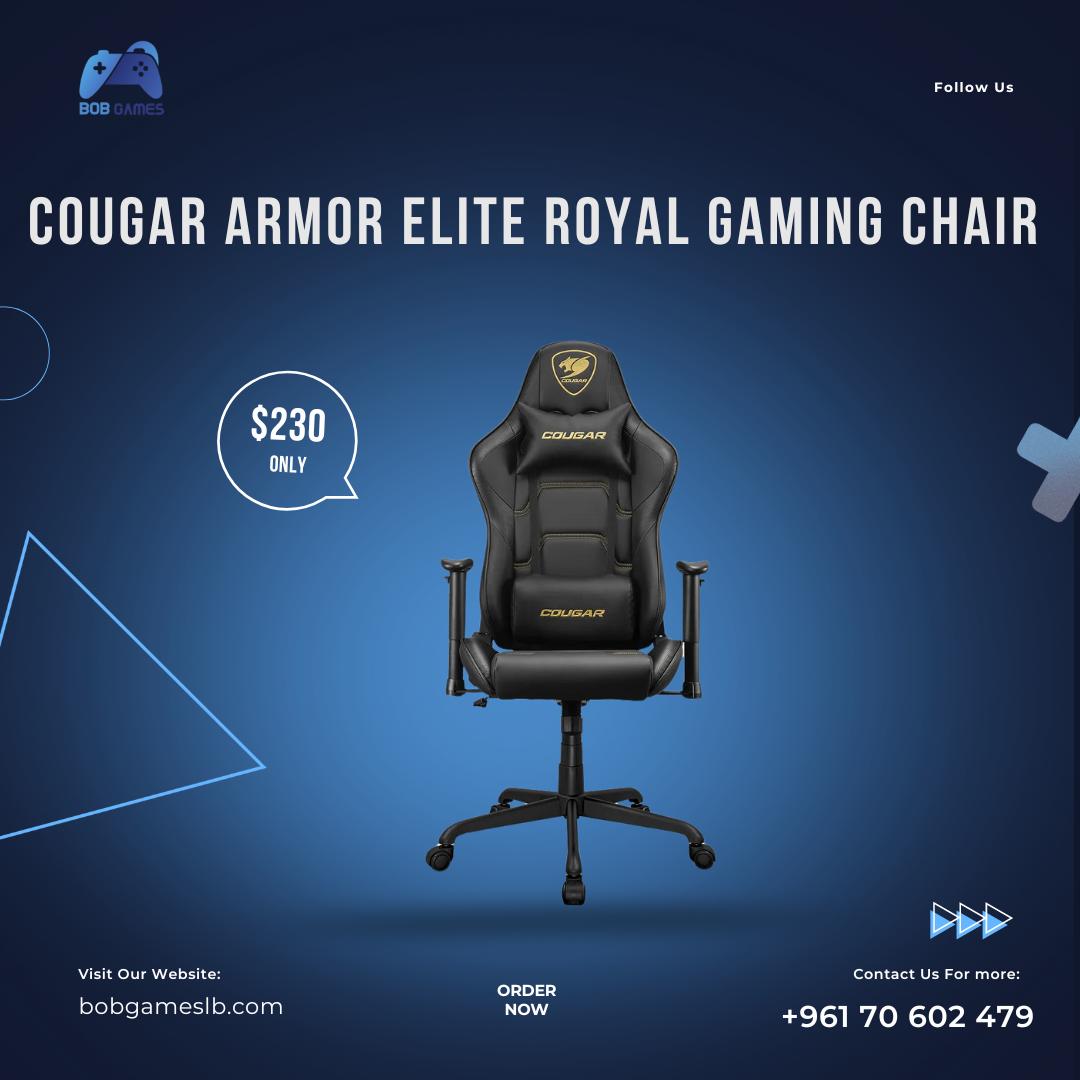 BOB GAMES
Follow Us
COUGAR ARMOR ELITE ROYAL GAMING CHAIR
$230
ONLY
COUGAR
COUGAR
COUGAR
Visit Our Website:
bobgameslb.com
ORDER
NOW
Contact Us For more:
+961 70 602 479